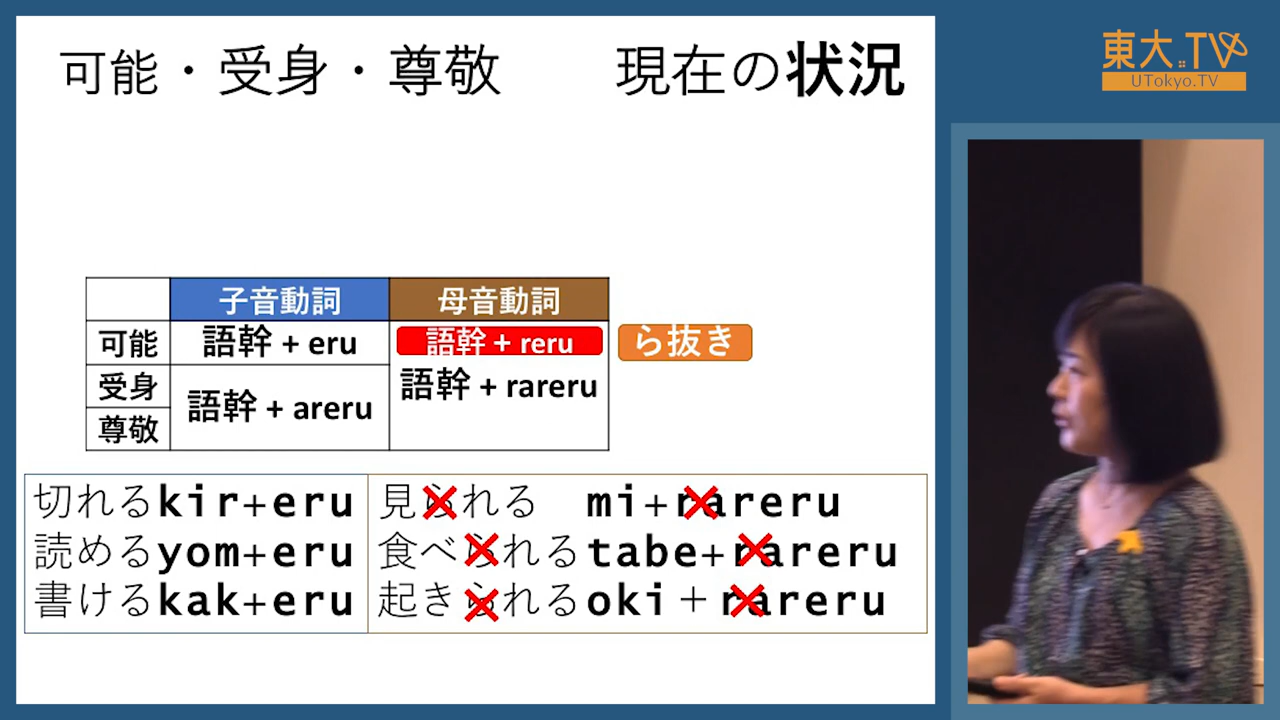 可能・受身・尊敬　現在の状況
東大.TV
UTokyo.TV
子音動詞 母音動詞
可能 語幹 + eru 語幹 + reru ら抜き
受身 語幹 + areru 語幹 + rareru
尊敬
切れる kir+eru 見られる mi+rareru
読める yom+eru 食べられる tabe+rareru
書ける kak+eru 起きられる oki＋rareru